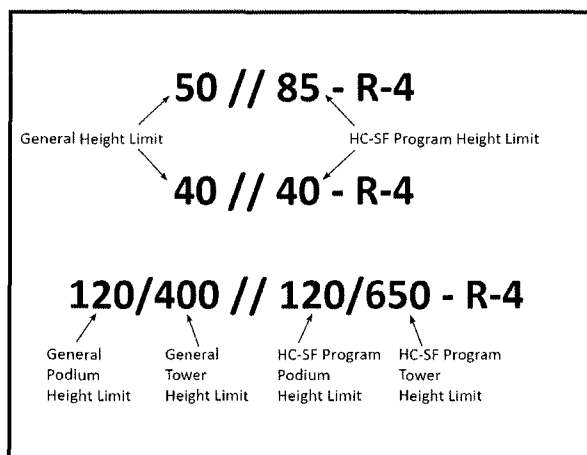 50 // 85 - R-4
General Height Limit HC-SF Program Height Limit
40 // 40 - R-4
120/400 // 120/650 - R-4
General General HC-SF Program HC-SF Program
Podium Tower Podium Tower
Height Limit Height Limit Height Limit Height Limit